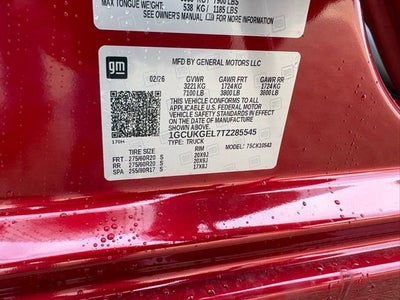 7900 LBS
MAX TONGUE WEIGHT 538 KG / 1185 LBS
SEE OWNER'S MANUAL FOR ADDITIONAL INFORMATION
gm
MFD BY GENERAL MOTORS LLC
02/26 GVWR GAWR FRT GAWR RR
3221 KG 1724 KG 1724 KG
7100 LB 3800 LB 3800 LB
THIS VEHICLE CONFORMS TO ALL
APPLICABLE U.S. FEDERAL MOTOR
VEHICLE SAFETY STANDARDS IN EFFECT
ON THE DATE OF MANUFACTURE SHOWN ABOVE.
1GCUKGEL7TZ285545
TYPE: TRUCK MODEL: 7SCK10543
170H
TIRE SIZE RIM
FRT 275/60R20 S 20X9J
RR 275/60R20 S 20X9J
SPA 255/80R17 S 17X8J